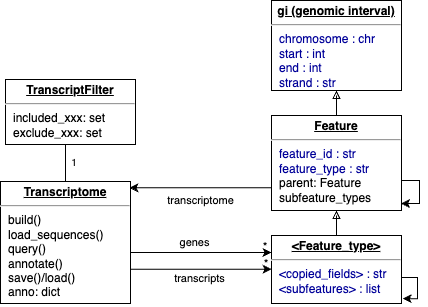 gi (genomic interval)
chromosome : chr
start : int
end : int
strand : str
TranscriptFilter
included_xxx: set
exclude_xxx: set
1
Feature
feature_id : str
feature_type : str
parent: Feature
subfeature_types
transcriptome
Transcriptome
build()
load_sequences()
query()
annotate()
save()/load()
anno: dict
genes
*
transcripts
*
<Feature_type>
<copied_fields> : str
<subfeatures> : list